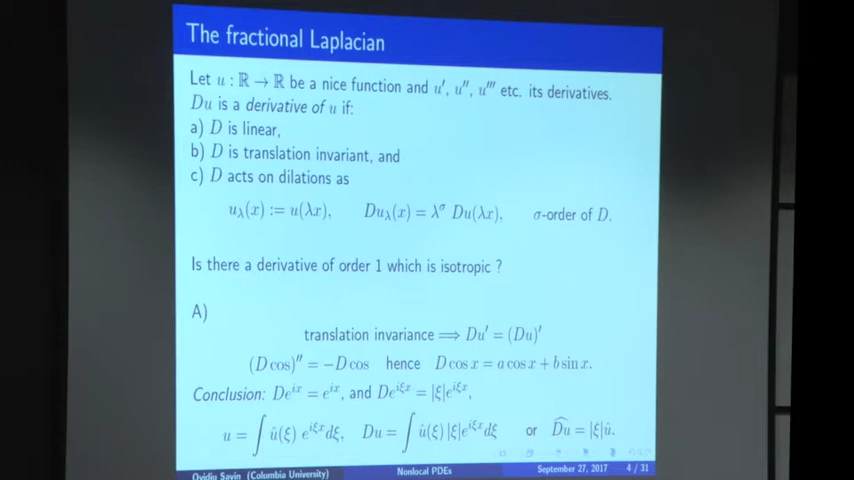 The fractional Laplacian
Let u : ℝ → ℝ be a nice function and u′, u″, u‴ etc. its derivatives.
Du is a derivative of u if:
a) D is linear,
b) D is translation invariant, and
c) D acts on dilations as
u_λ(x) := u(λx), Du_λ(x) = λ^σ Du(λx), σ-order of D.
Is there a derivative of order 1 which is isotropic ?
A)
translation invariance ⟹ Du′ = (Du)′
(D cos)″ = −D cos hence D cos x = a cos x + b sin x.
Conclusion: De^{ix} = e^{ix}, and De^{iξx} = |ξ|e^{iξx},
u = ∫ û(ξ) e^{iξx}dξ, Du = ∫ û(ξ) |ξ|e^{iξx}dξ or \widehat{Du} = |ξ|û.
Ovidiu Savin (Columbia University) Nonlocal PDEs September 27, 2017 4 / 31